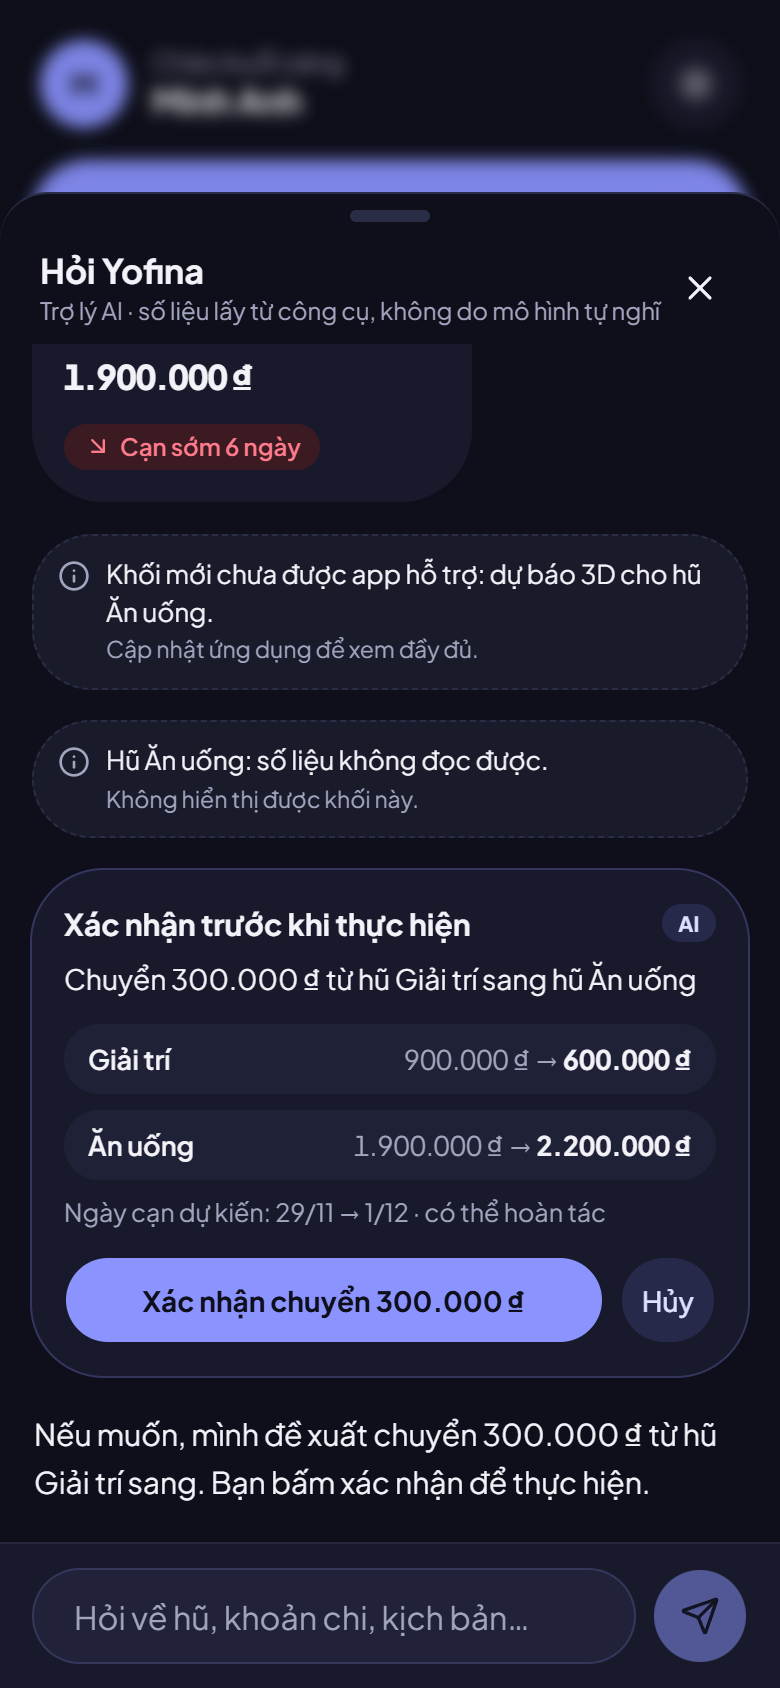 Minh Anh
Hỏi Yofina
Trợ lý AI · số liệu lấy từ công cụ, không do mô hình tự nghĩ
1.900.000 ₫
Cạn sớm 6 ngày
Khối mới chưa được app hỗ trợ: dự báo 3D cho hũ
Ăn uống.
Cập nhật ứng dụng để xem đầy đủ.
Hũ Ăn uống: số liệu không đọc được.
Không hiển thị được khối này.
Xác nhận trước khi thực hiện
AI
Chuyển 300.000 ₫ từ hũ Giải trí sang hũ Ăn uống
Giải trí 900.000 ₫ → 600.000 ₫
Ăn uống 1.900.000 ₫ → 2.200.000 ₫
Ngày cạn dự kiến: 29/11 → 1/12 · có thể hoàn tác
Xác nhận chuyển 300.000 ₫ Hủy
Nếu muốn, mình đề xuất chuyển 300.000 ₫ từ hũ
Giải trí sang. Bạn bấm xác nhận để thực hiện.
Hỏi về hũ, khoản chi, kịch bản...